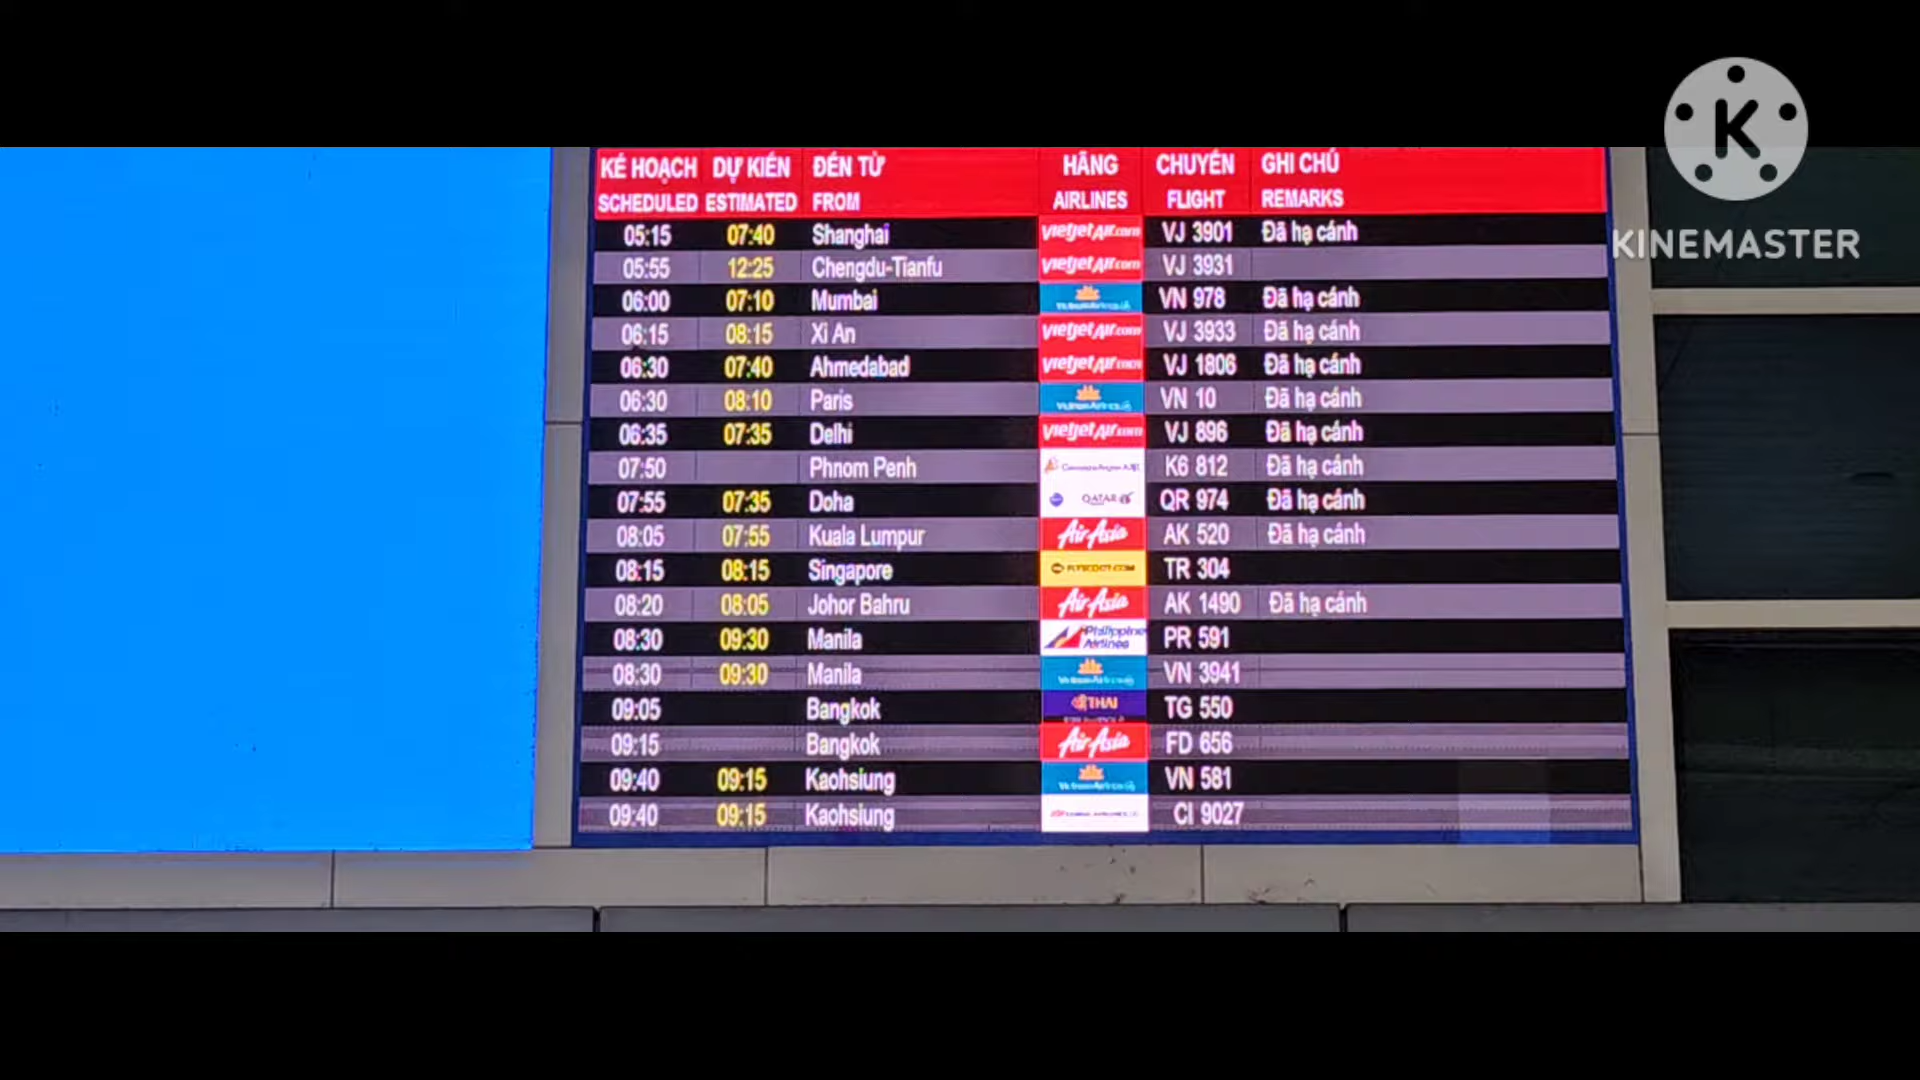 KẾ HOẠCH DỰ KIẾN ĐẾN TỪ HÃNG CHUYẾN GHI CHÚ
SCHEDULED ESTIMATED FROM AIRLINES FLIGHT REMARKS
05:15 07:40 Shanghai vietjetAir.com VJ 3901 Đã hạ cánh
05:55 12:25 Chengdu-Tianfu vietjetAir.com VJ 3931
06:00 07:10 Mumbai VN 978 Đã hạ cánh
06:15 08:15 Xi An vietjetAir.com VJ 3933 Đã hạ cánh
06:30 07:40 Ahmedabad vietjetAir.com VJ 1806 Đã hạ cánh
06:30 08:10 Paris VN 10 Đã hạ cánh
06:35 07:35 Delhi vietjetAir.com VJ 896 Đã hạ cánh
07:50 Phnom Penh K6 812 Đã hạ cánh
07:55 07:35 Doha QATAR QR 974 Đã hạ cánh
08:05 07:55 Kuala Lumpur AirAsia AK 520 Đã hạ cánh
08:15 08:15 Singapore FLYSCOOT.COM TR 304
08:20 08:05 Johor Bahru AirAsia AK 1490 Đã hạ cánh
08:30 09:30 Manila Philippine Airlines PR 591
08:30 09:30 Manila VN 3941
09:05 Bangkok THAI TG 550
09:15 Bangkok AirAsia FD 656
09:40 09:15 Kaohsiung VN 581
09:40 09:15 Kaohsiung CI 9027
K
KINEMASTER